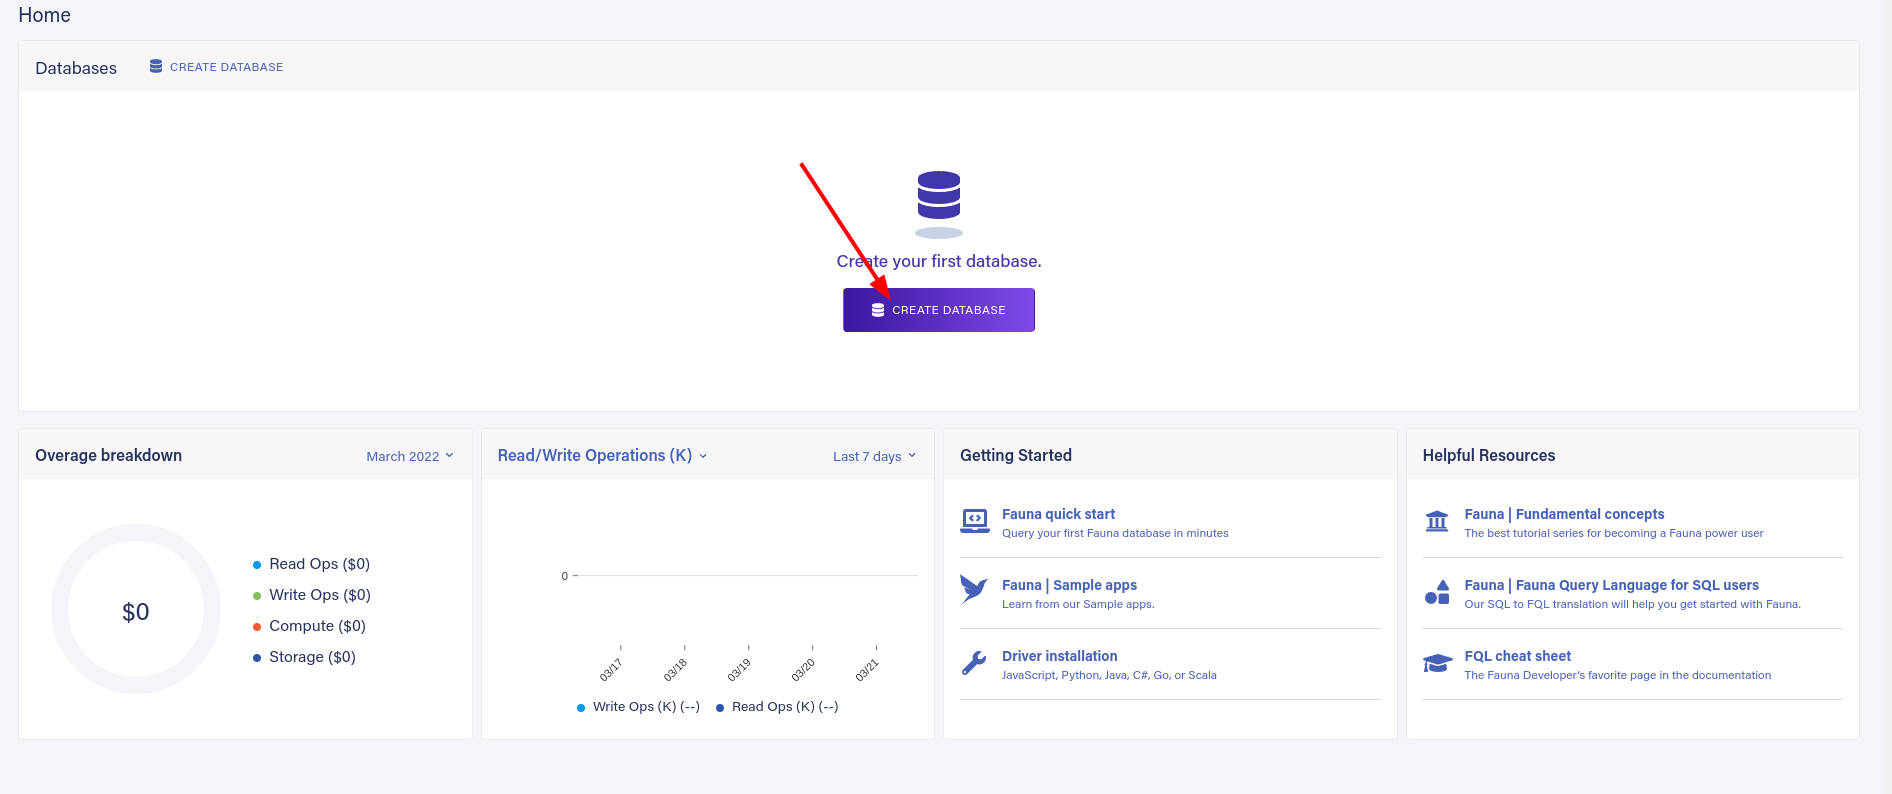 Home
Databases
CREATE DATABASE
Create your first database.
CREATE DATABASE
Overage breakdown
March 2022
$0
Read Ops ($0)
Write Ops ($0)
Compute ($0)
Storage ($0)
Read/Write Operations (K)
Last 7 days
0
03/17
03/18
03/19
03/20
03/21
Write Ops (K) (--)
Read Ops (K) (--)
Getting Started
Fauna quick start
Query your first Fauna database in minutes
Fauna | Sample apps
Learn from our Sample apps.
Driver installation
JavaScript, Python, Java, C#, Go, or Scala
Helpful Resources
Fauna | Fundamental concepts
The best tutorial series for becoming a Fauna power user
Fauna | Fauna Query Language for SQL users
Our SQL to FQL translation will help you get started with Fauna.
FQL cheat sheet
The Fauna Developer's favorite page in the documentation